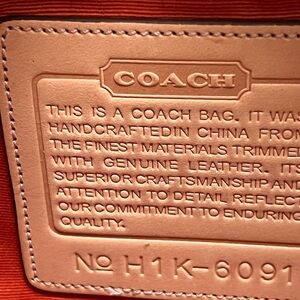 COACH
THIS IS A COACH BAG. IT WAS
HANDCRAFTEDIN CHINA FROM
THE FINEST MATERIALS TRIMME
WITH GENUINE LEATHER. ITS
SUPERIOR CRAFTSMANSHIP AND
ATTENTION TO DETAIL REFLECT
OUR COMMITMENT TO ENDURING
QUALITY.
No H1K-6091